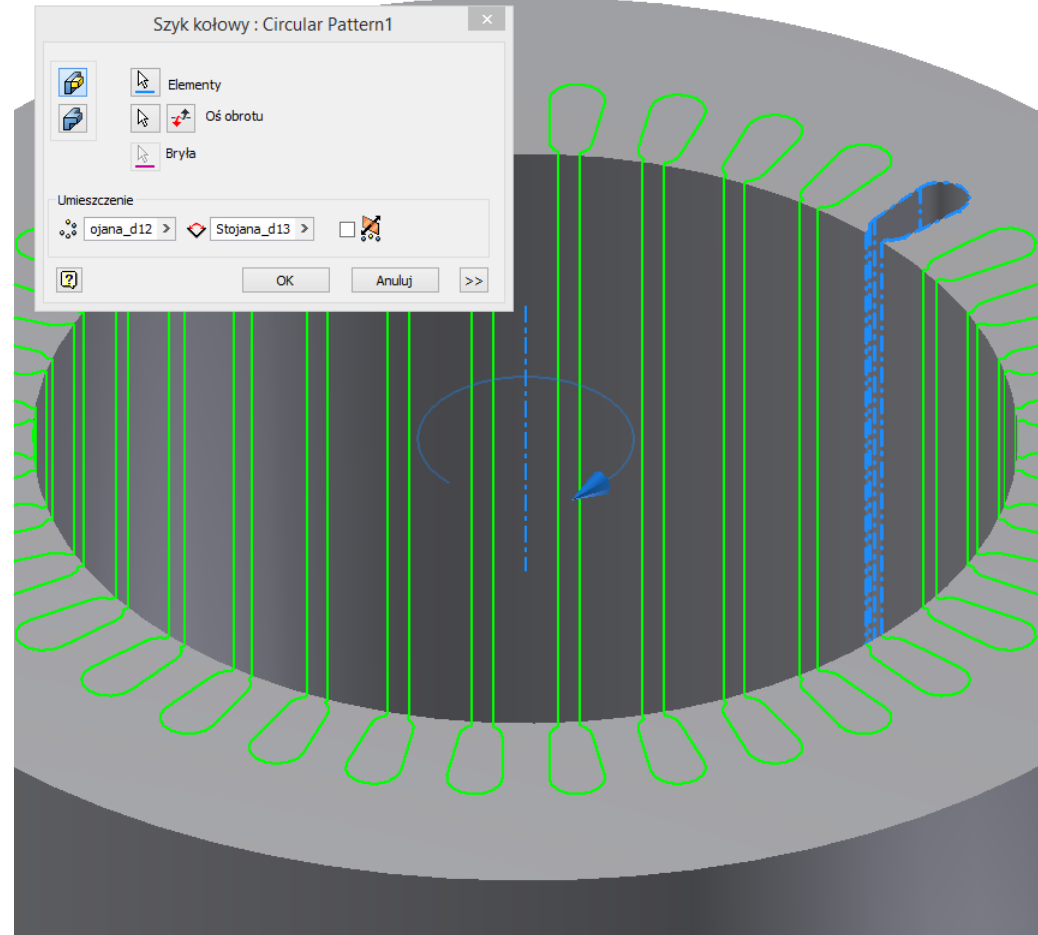 Szyk kołowy : Circular Pattern1
Elementy
Oś obrotu
Bryła
Umieszczenie
ojana_d12 > Stojana_d13 >
OK Anuluj >>